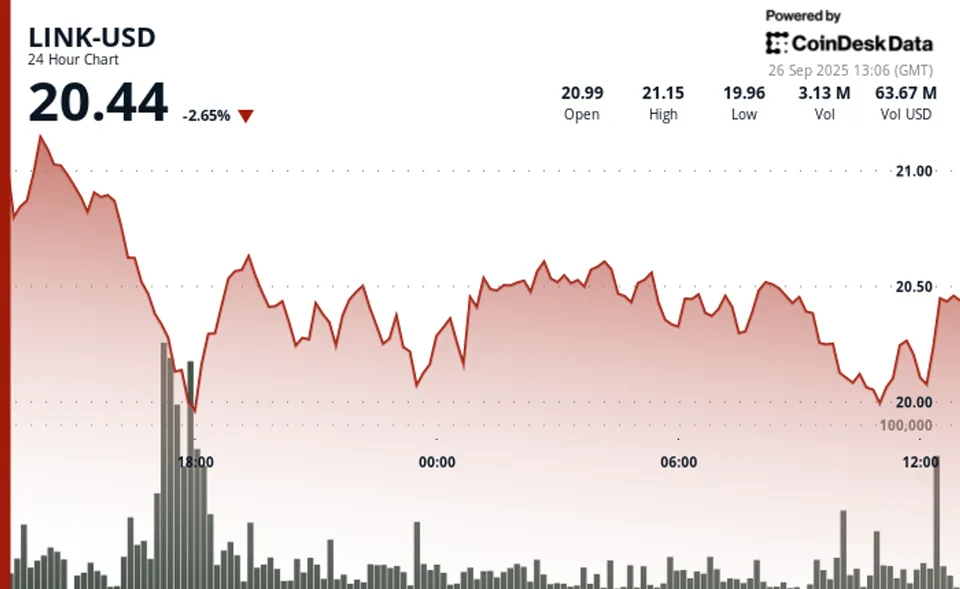 LINK-USD
24 Hour Chart
20.44 -2.65%
Powered by
CoinDesk Data
26 Sep 2025 13:06 (GMT)
20.99 21.15 19.96 3.13 M 63.67 M
Open High Low Vol Vol USD
21.00
20.50
20.00
100,000
18:00 00:00 06:00 12:00